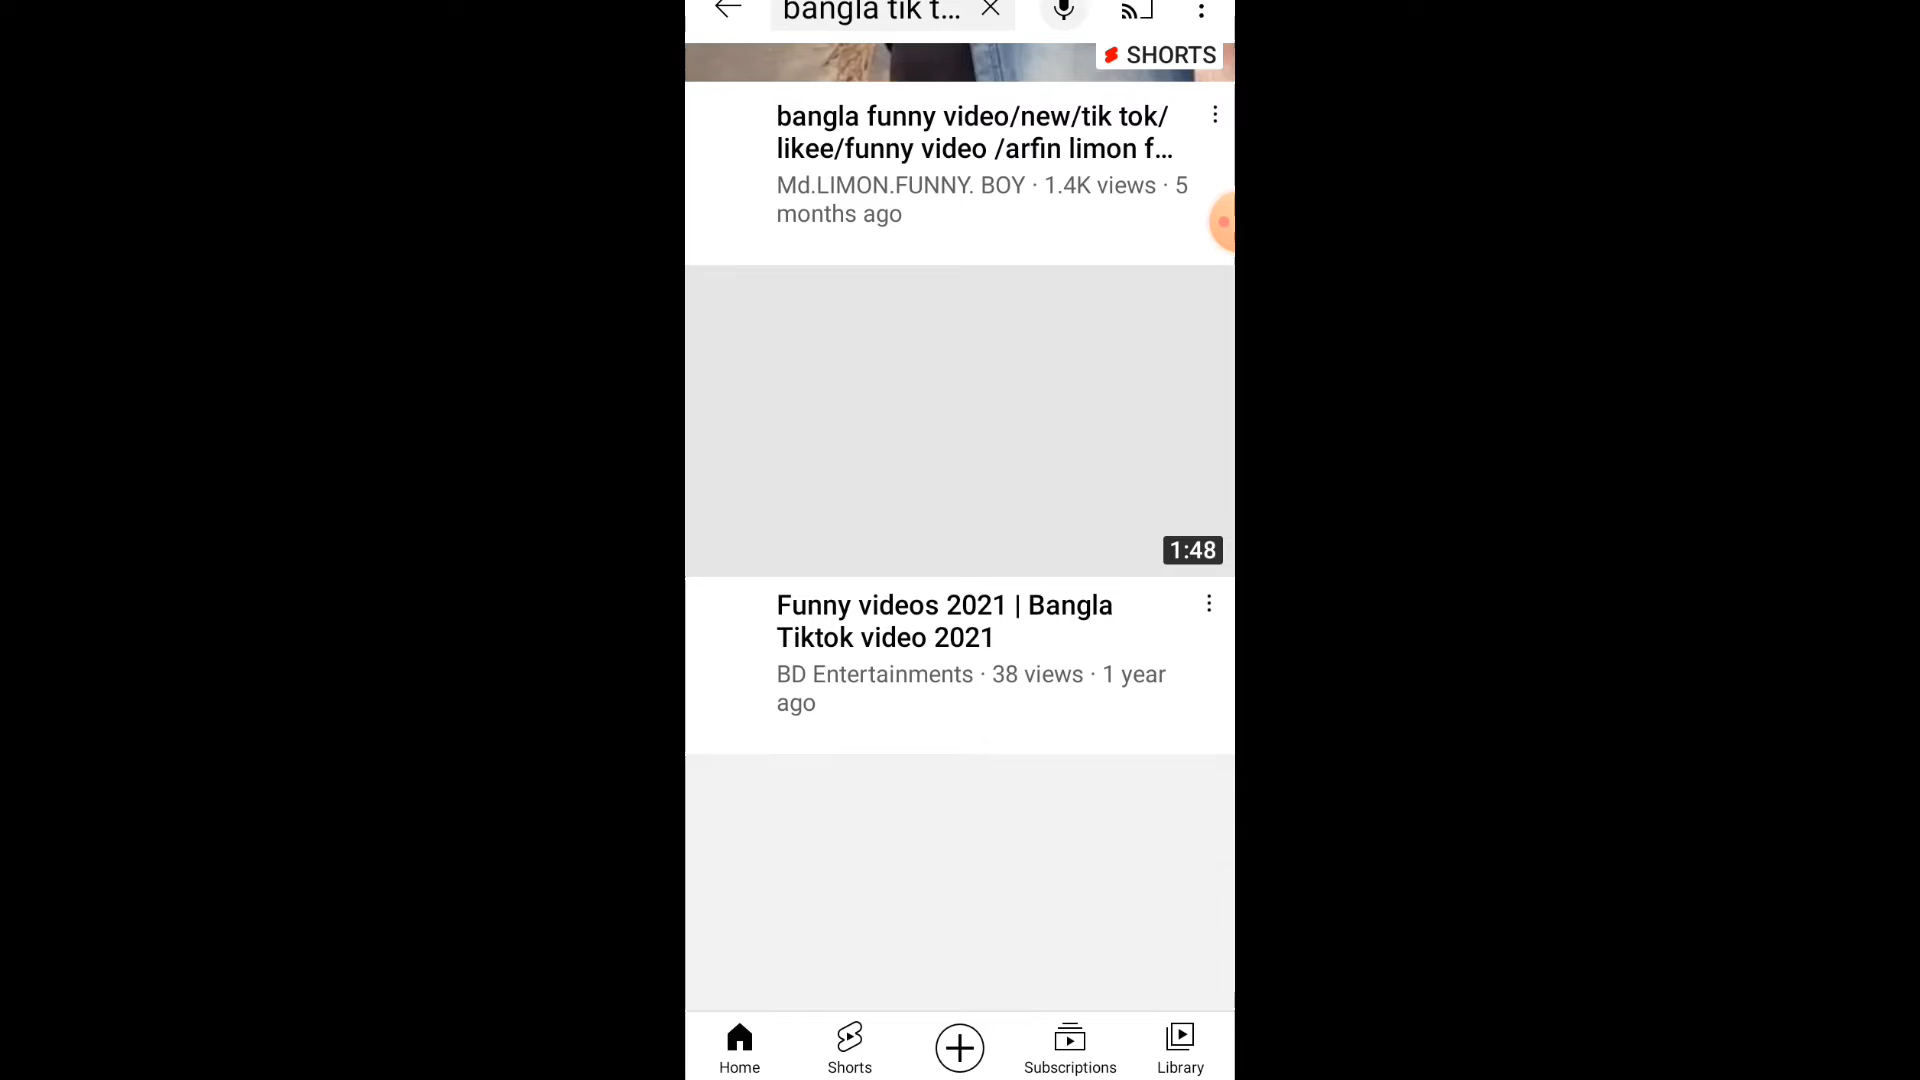 bangla tik t...
SHORTS
bangla funny video/new/tik tok/
likee/funny video /arfin limon f...
Md.LIMON.FUNNY. BOY · 1.4K views · 5
months ago
1:48
Funny videos 2021 | Bangla
Tiktok video 2021
BD Entertainments · 38 views · 1 year
ago
Home
Shorts
Subscriptions
Library